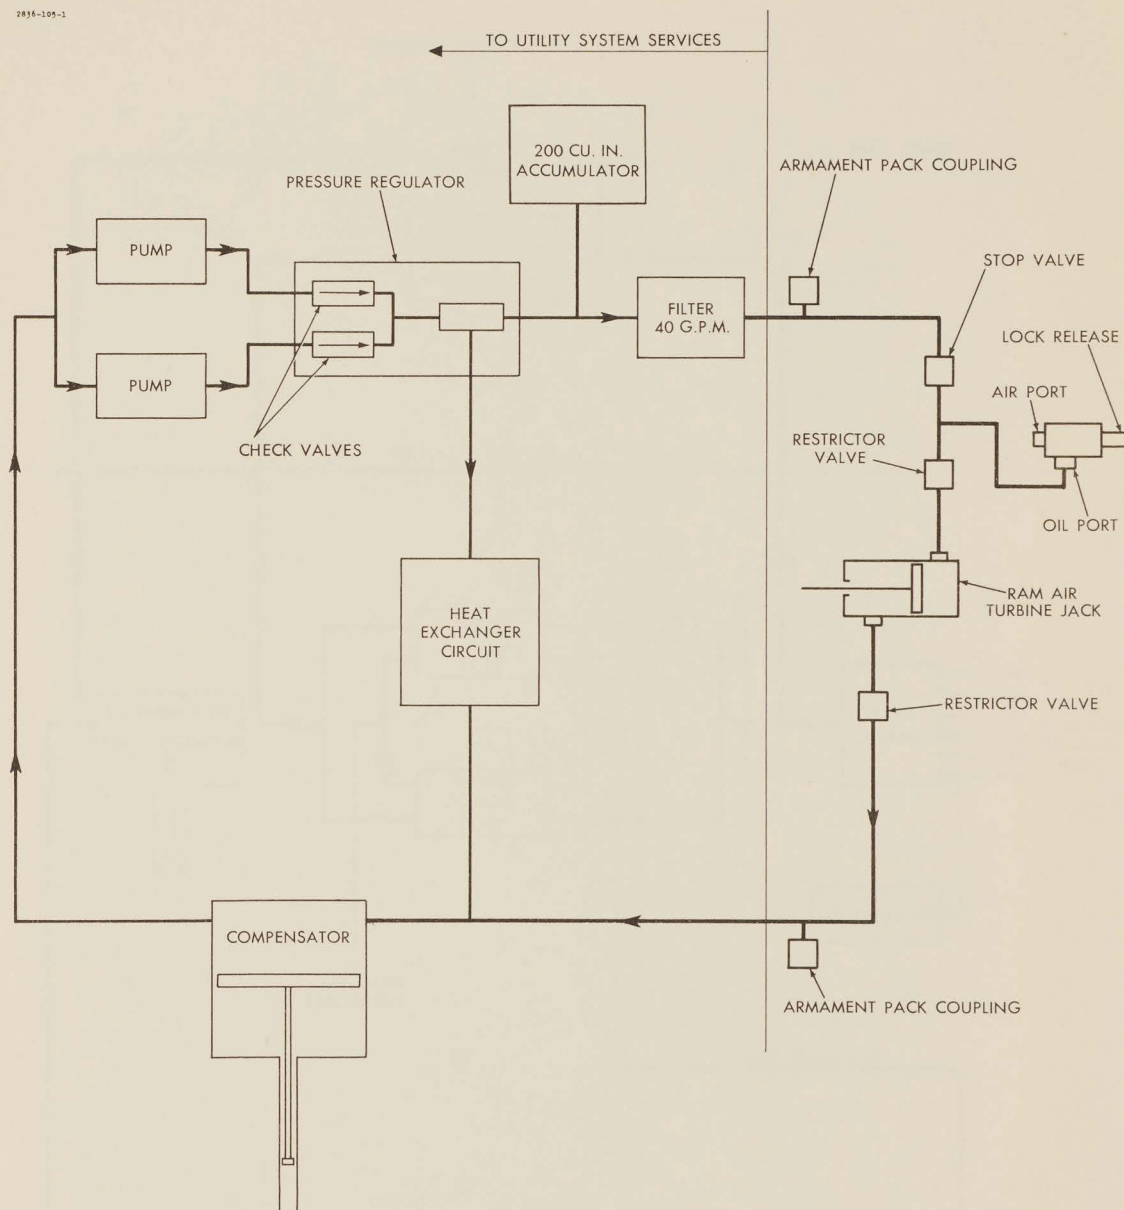 2836-105-1
TO UTILITY SYSTEM SERVICES
200 CU. IN.
ACCUMULATOR
ARMAMENT PACK COUPLING
PRESSURE REGULATOR
PUMP
STOP VALVE
FILTER
40 G.P.M.
LOCK RELEASE
PUMP
AIR PORT
CHECK VALVES
RESTRICTOR
VALVE
OIL PORT
HEAT
EXCHANGER
CIRCUIT
RAM AIR
TURBINE JACK
RESTRICTOR VALVE
COMPENSATOR
ARMAMENT PACK COUPLING